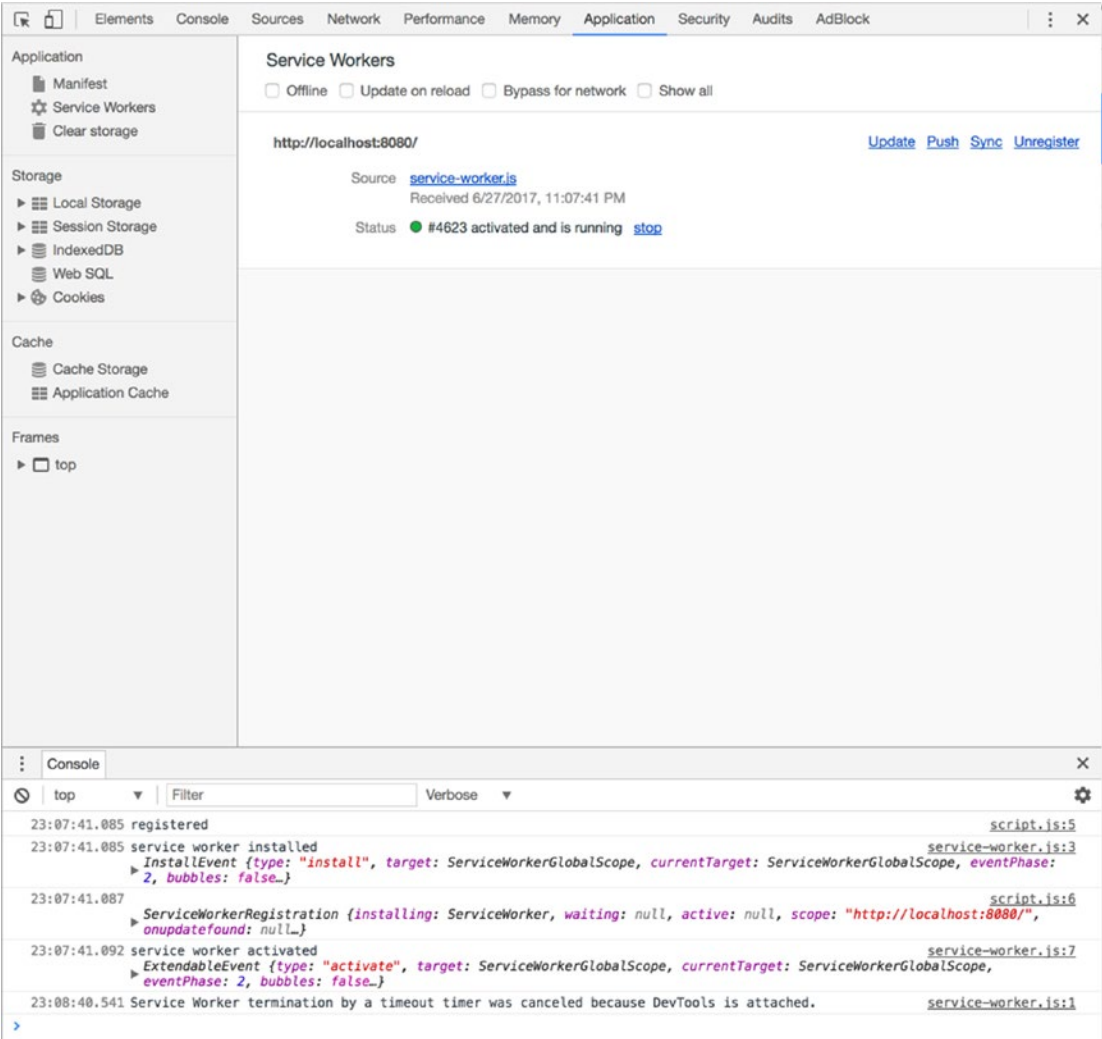 Elements Console Sources Network Performance Memory Application Security Audits AdBlock
Application
Manifest
Service Workers
Clear storage
Storage
Local Storage
Session Storage
IndexedDB
Web SQL
Cookies
Cache
Cache Storage
Application Cache
Frames
top
Service Workers
Offline Update on reload Bypass for network Show all
http://localhost:8080/ Update Push Sync Unregister
Source service-worker.js
Received 6/27/2017, 11:07:41 PM
Status #4623 activated and is running stop
Console
top Filter Verbose
23:07:41.085 registered script.js:5
23:07:41.085 service worker installed service-worker.js:3
InstallEvent {type: "install", target: ServiceWorkerGlobalScope, currentTarget: ServiceWorkerGlobalScope, eventPhase:
2, bubbles: false…}
23:07:41.087 script.js:6
ServiceWorkerRegistration {installing: ServiceWorker, waiting: null, active: null, scope: "http://localhost:8080/",
onupdatefound: null…}
23:07:41.092 service worker activated service-worker.js:7
ExtendableEvent {type: "activate", target: ServiceWorkerGlobalScope, currentTarget: ServiceWorkerGlobalScope,
eventPhase: 2, bubbles: false…}
23:08:40.541 Service Worker termination by a timeout timer was canceled because DevTools is attached. service-worker.js:1